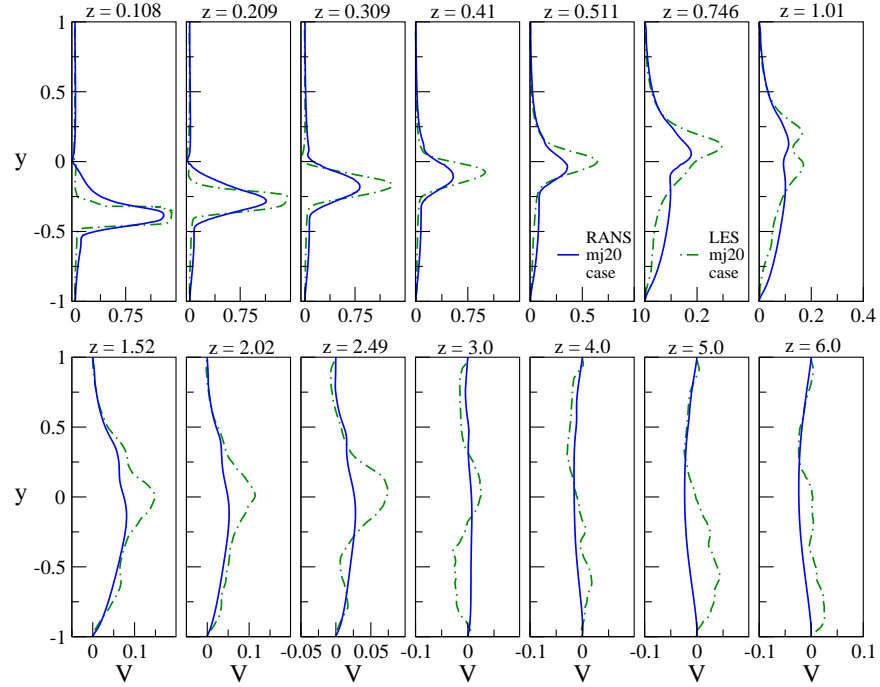 z = 0.108 z = 0.209 z = 0.309 z = 0.41 z = 0.511 z = 0.746 z = 1.01
1
0.5
y
0
-0.5
-1
RANS
mj20
case
LES
mj20
case
0 0.75 0 0.75 0 0.75 0 0.75 0 0.5 10 0.2 0 0.2 0.4
z = 1.52 z = 2.02 z = 2.49 z = 3.0 z = 4.0 z = 5.0 z = 6.0
1
0.5
y
0
-0.5
-1
0 0.1 0 0.1 -0.05 0 0.05 -0.1 0 -0.1 0 -0.1 0 -0.1 0 0.1
V V V V V V V